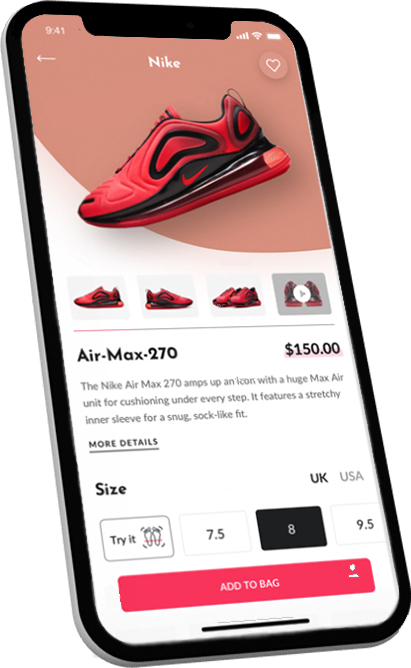 9:41
Nike
Air-Max-270
$150.00
The Nike Air Max 270 amps up an icon with a huge Max Air
unit for cushioning under every step. It features a stretchy
inner sleeve for a snug, sock-like fit.
MORE DETAILS
Size
UK USA
Try it
7.5
8
9.5
ADD TO BAG